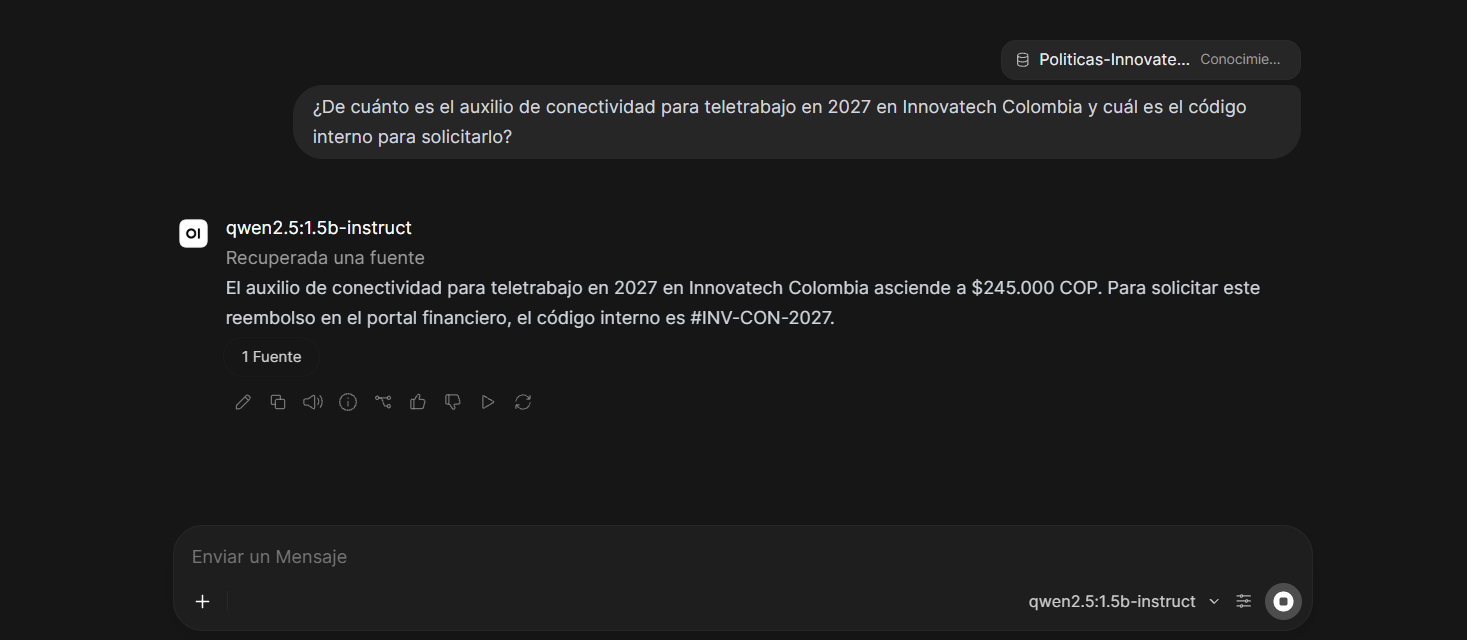 Politicas-Innovate... Conocimie...
¿De cuánto es el auxilio de conectividad para teletrabajo en 2027 en Innovatech Colombia y cuál es el código
interno para solicitarlo?
OI
qwen2.5:1.5b-instruct
Recuperada una fuente
El auxilio de conectividad para teletrabajo en 2027 en Innovatech Colombia asciende a $245.000 COP. Para solicitar este
reembolso en el portal financiero, el código interno es #INV-CON-2027.
1 Fuente
Enviar un Mensaje
qwen2.5:1.5b-instruct